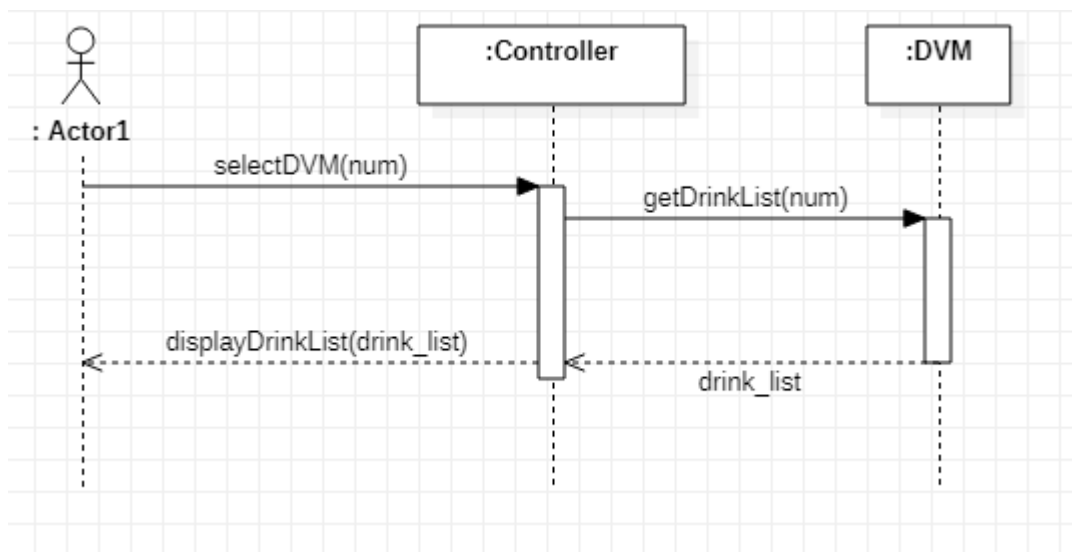 :Controller
:DVM
: Actor1
selectDVM(num)
getDrinkList(num)
displayDrinkList(drink_list)
drink_list